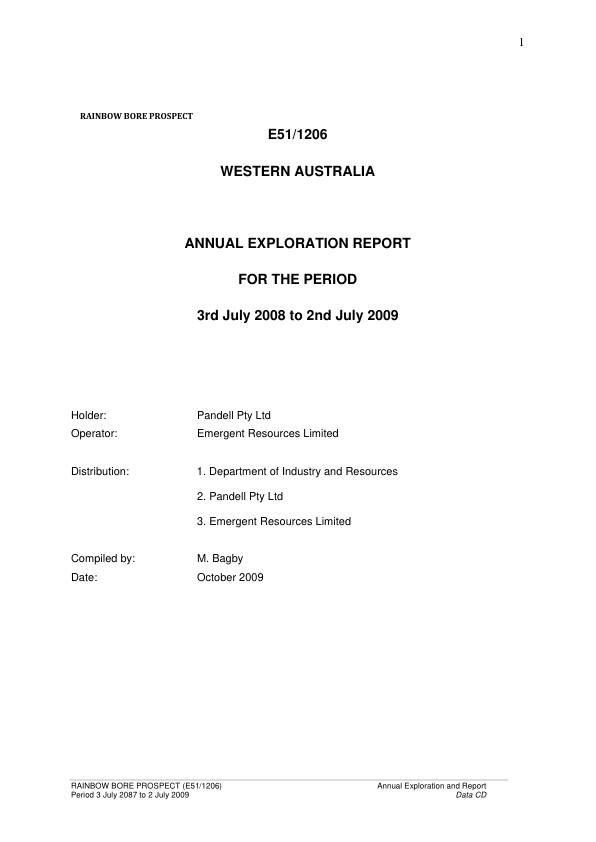 1
RAINBOW BORE PROSPECT
E51/1206
WESTERN AUSTRALIA
ANNUAL EXPLORATION REPORT
FOR THE PERIOD
3rd July 2008 to 2nd July 2009
Holder: Pandell Pty Ltd
Operator: Emergent Resources Limited
Distribution: 1. Department of Industry and Resources
2. Pandell Pty Ltd
3. Emergent Resources Limited
Compiled by: M. Bagby
Date: October 2009
RAINBOW BORE PROSPECT (E51/1206) Annual Exploration and Report
Period 3 July 2087 to 2 July 2009 Data CD